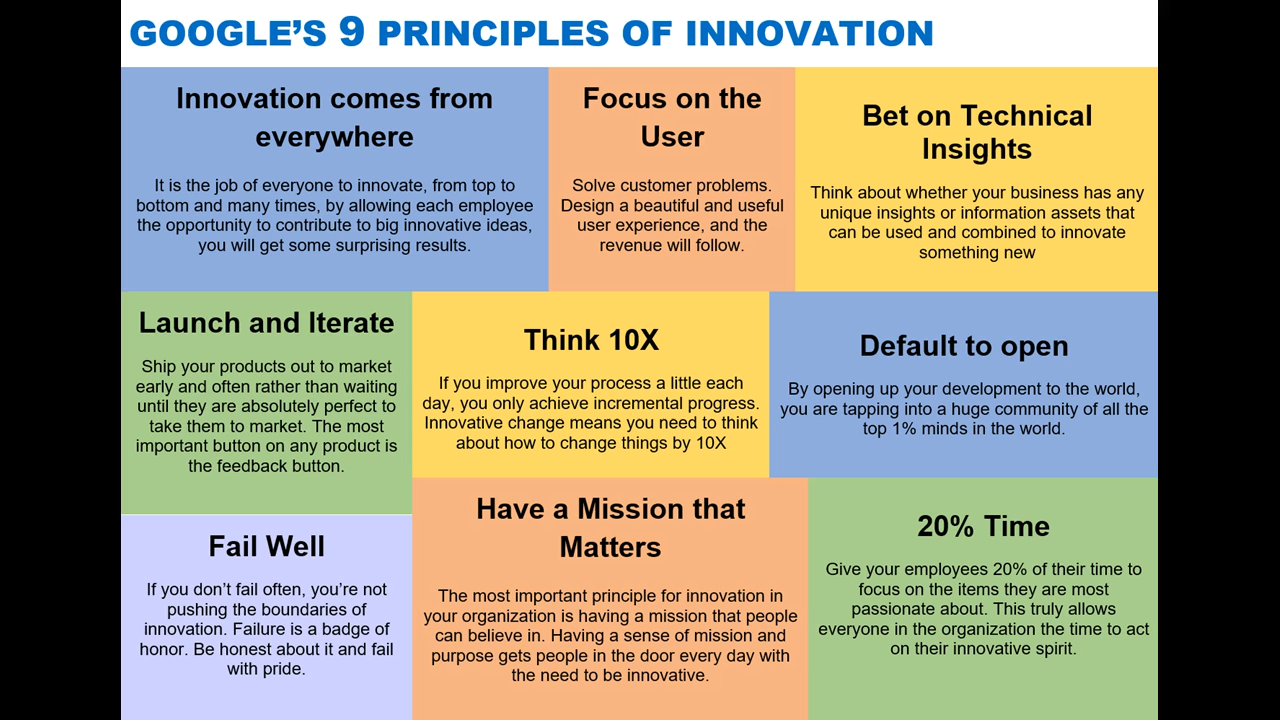 GOOGLE'S 9 PRINCIPLES OF INNOVATION
Innovation comes from
everywhere
It is the job of everyone to innovate, from top to
bottom and many times, by allowing each employee
the opportunity to contribute to big innovative ideas,
you will get some surprising results.
Focus on the
User
Solve customer problems.
Design a beautiful and useful
user experience, and the
revenue will follow.
Bet on Technical
Insights
Think about whether your business has any
unique insights or information assets that
can be used and combined to innovate
something new
Launch and Iterate
Ship your products out to market
early and often rather than waiting
until they are absolutely perfect to
take them to market. The most
important button on any product is
the feedback button.
Think 10X
If you improve your process a little each
day, you only achieve incremental progress.
Innovative change means you need to think
about how to change things by 10X
Default to open
By opening up your development to the world,
you are tapping into a huge community of all the
top 1% minds in the world.
Fail Well
If you don't fail often, you're not
pushing the boundaries of
innovation. Failure is a badge of
honor. Be honest about it and fail
with pride.
Have a Mission that
Matters
The most important principle for innovation in
your organization is having a mission that people
can believe in. Having a sense of mission and
purpose gets people in the door every day with
the need to be innovative.
20% Time
Give your employees 20% of their time to
focus on the items they are most
passionate about. This truly allows
everyone in the organization the time to act
on their innovative spirit.